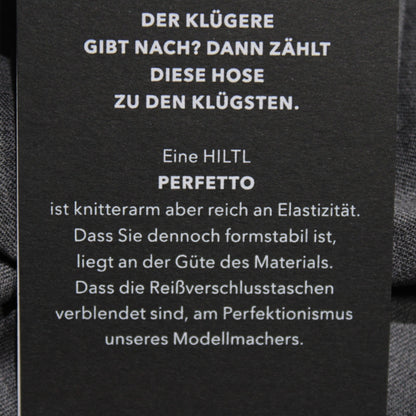 DER KLÜGERE
GIBT NACH? DANN ZÄHLT
DIESE HOSE
ZU DEN KLÜGSTEN.
Eine HILTL
PERFETTO
ist knitterarm aber reich an Elastizität.
Dass Sie dennoch formstabil ist,
liegt an der Güte des Materials.
Dass die Reißverschlusstaschen
verblendet sind, am Perfektionismus
unseres Modellmachers.